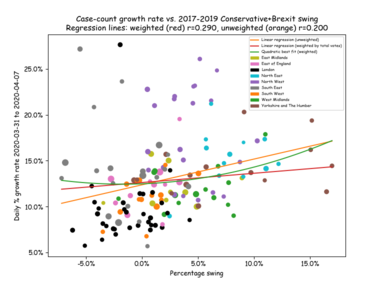 Case-count growth rate vs. 2017-2019 Conservative+Brexit swing
Regression lines: weighted (red) r=0.290, unweighted (orange) r=0.200
Linear regression (unweighted)
Linear regression (weighted by total votes)
Quadratic best fit (weighted)
East Midlands
East of England
London
North East
North West
South East
South West
West Midlands
Yorkshire and The Humber
Daily % growth rate 2020-03-31 to 2020-04-07
25.0%
20.0%
15.0%
10.0%
5.0%
-5.0%
0.0%
5.0%
10.0%
15.0%
Percentage swing